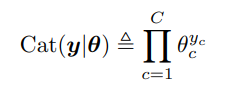 Cat(y|θ) ≜ ∏_{c=1}^{C} θ_c^{y_c}